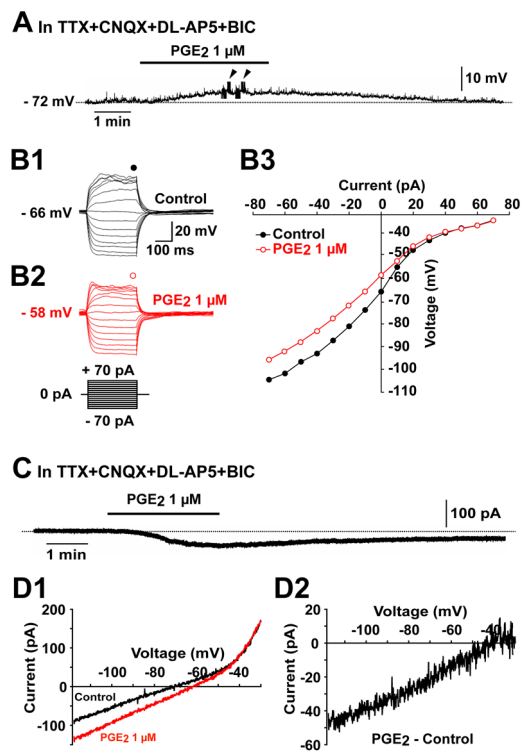 A In TTX+CNQX+DL-AP5+BIC
PGE2 1 µM
10 mV
- 72 mV
1 min
B1
Control
- 66 mV
20 mV
100 ms
B2
PGE2 1 µM
- 58 mV
+ 70 pA
0 pA
- 70 pA
B3
Current (pA)
-80 -60 -40 -20 0 20 40 60 80
Control
PGE2 1 µM
-40
-50
-60
-70
-80
-90
-100
-110
Voltage (mV)
C In TTX+CNQX+DL-AP5+BIC
PGE2 1 µM
100 pA
1 min
D1
200
150
100
50
0
-50
-100
Current (pA)
Voltage (mV)
-100 -80 -60 -40
Control
PGE2 1 µM
D2
Voltage (mV)
-100 -80 -60 -40
20
0
-20
-40
-60
Current (pA)
PGE2 - Control